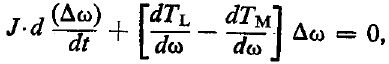 J·d (Δω)/dt + [dT_L/dω − dT_M/dω] Δω = 0,